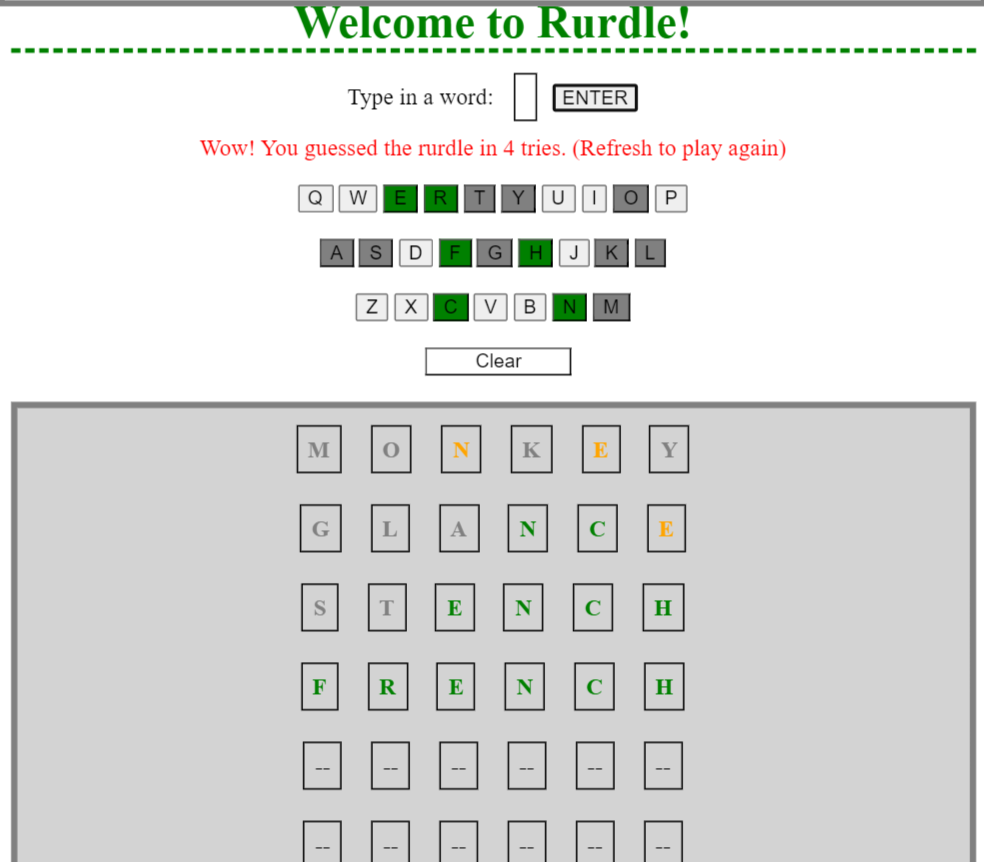 Welcome to Rurdle!
Type in a word: ENTER
Wow! You guessed the rurdle in 4 tries. (Refresh to play again)
Q W E R T Y U I O P
A S D F G H J K L
Z X C V B N M
Clear
M O N K E Y
G L A N C E
S T E N C H
F R E N C H
-- -- -- -- -- --
-- -- -- -- -- --